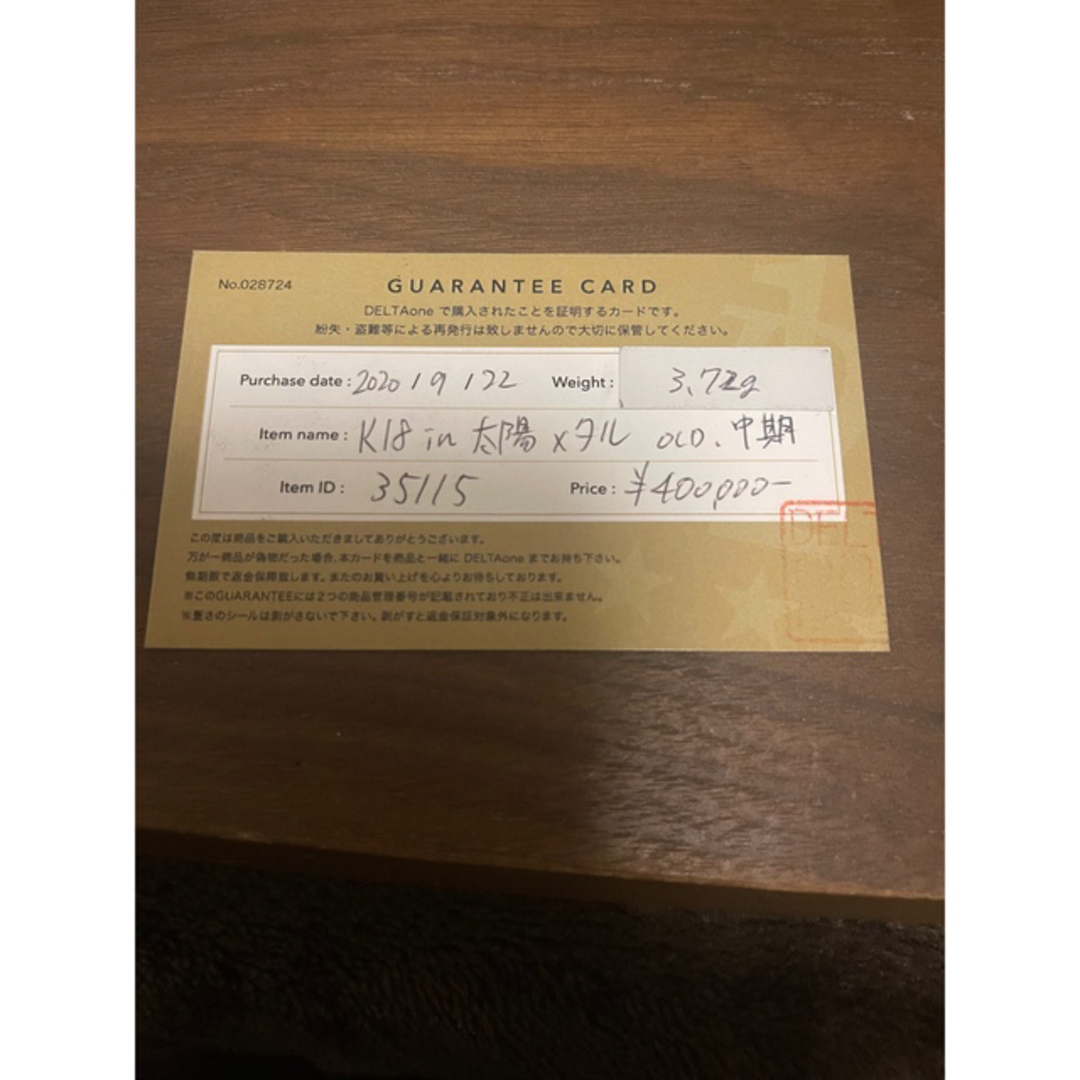 No.028724 GUARANTEE CARD
DELTAone で購入されたことを証明するカードです。
紛失・盗難等による再発行は致しませんので大切に保管してください。
Purchase date : 2020 / 9 / 22 Weight : 3.72g
Item name : K18 in 太陽 メタル OLD. 中期
Item ID : 35115 Price : ¥400,000-
この度は商品をご購入いただきましてありがとうございます。
万が一商品が偽物だった場合、本カードを商品と一緒に DELTAone までお持ち下さい。
無期限で返金保障致します。またのお買い上げを心よりお待ちしております。
※このGUARANTEEには2つの商品管理番号が記載されており不正は出来ません。
※重さのシールは剥がさないで下さい。剥がすと返金保証対象外になります。
DEL